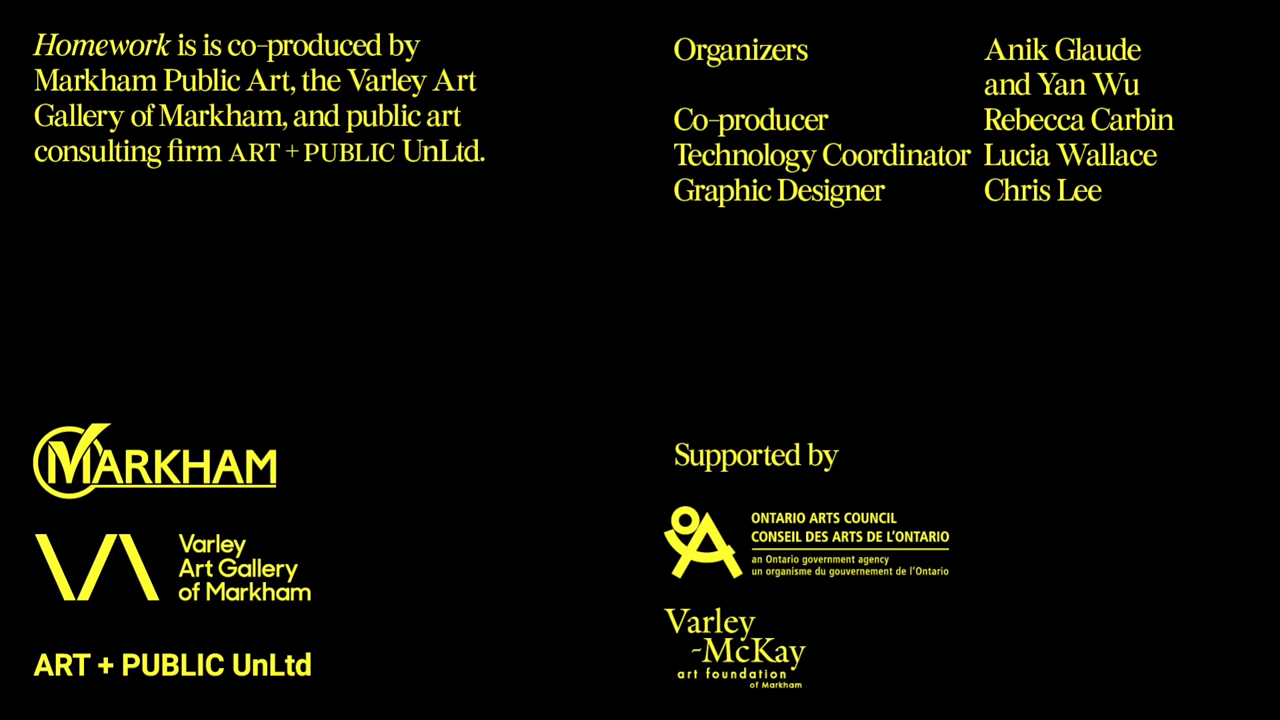 Homework is is co-produced by
Markham Public Art, the Varley Art
Gallery of Markham, and public art
consulting firm ART + PUBLIC UnLtd.
Organizers Anik Glaude
and Yan Wu
Co-producer Rebecca Carbin
Technology Coordinator Lucia Wallace
Graphic Designer Chris Lee
MARKHAM
Varley
Art Gallery
of Markham
ART + PUBLIC UnLtd
Supported by
ONTARIO ARTS COUNCIL
CONSEIL DES ARTS DE L'ONTARIO
an Ontario government agency
un organisme du gouvernement de l'Ontario
Varley
-McKay
art foundation
of Markham